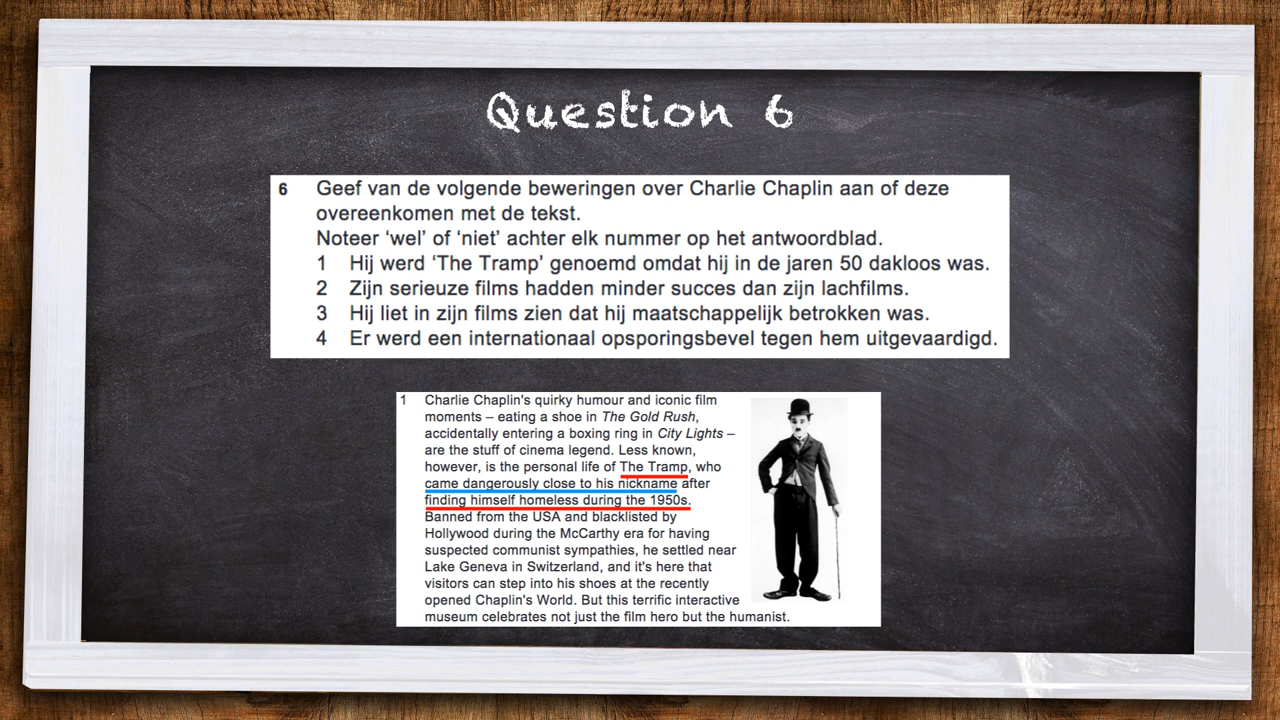 Question 6
6 Geef van de volgende beweringen over Charlie Chaplin aan of deze
overeenkomen met de tekst.
Noteer ‘wel’ of ‘niet’ achter elk nummer op het antwoordblad.
1 Hij werd ‘The Tramp’ genoemd omdat hij in de jaren 50 dakloos was.
2 Zijn serieuze films hadden minder succes dan zijn lachfilms.
3 Hij liet in zijn films zien dat hij maatschappelijk betrokken was.
4 Er werd een internationaal opsporingsbevel tegen hem uitgevaardigd.
1 Charlie Chaplin's quirky humour and iconic film
moments – eating a shoe in The Gold Rush,
accidentally entering a boxing ring in City Lights –
are the stuff of cinema legend. Less known,
however, is the personal life of The Tramp, who
came dangerously close to his nickname after
finding himself homeless during the 1950s.
Banned from the USA and blacklisted by
Hollywood during the McCarthy era for having
suspected communist sympathies, he settled near
Lake Geneva in Switzerland, and it's here that
visitors can step into his shoes at the recently
opened Chaplin's World. But this terrific interactive
museum celebrates not just the film hero but the humanist.